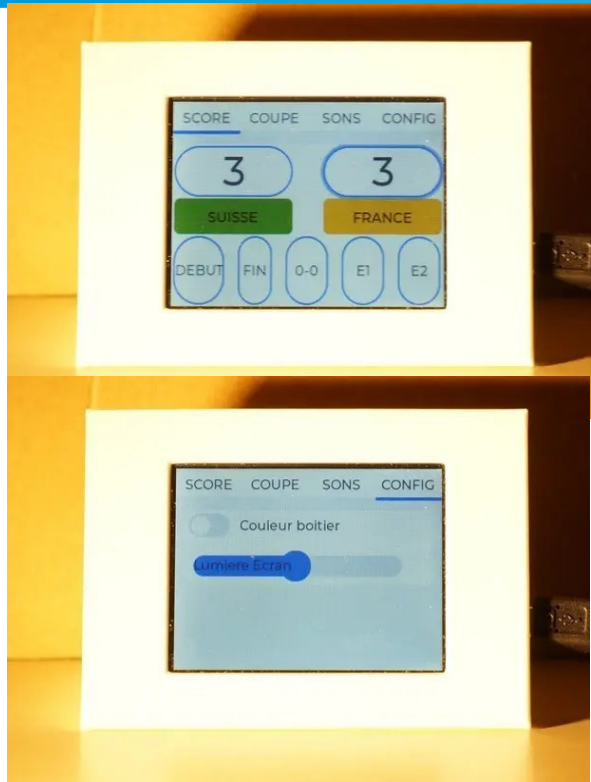 SCORE COUPE SONS CONFIG
3 3
SUISSE FRANCE
DEBUT FIN 0-0 E1 E2
SCORE COUPE SONS CONFIG
Couleur boitier
Lumiere Ecran